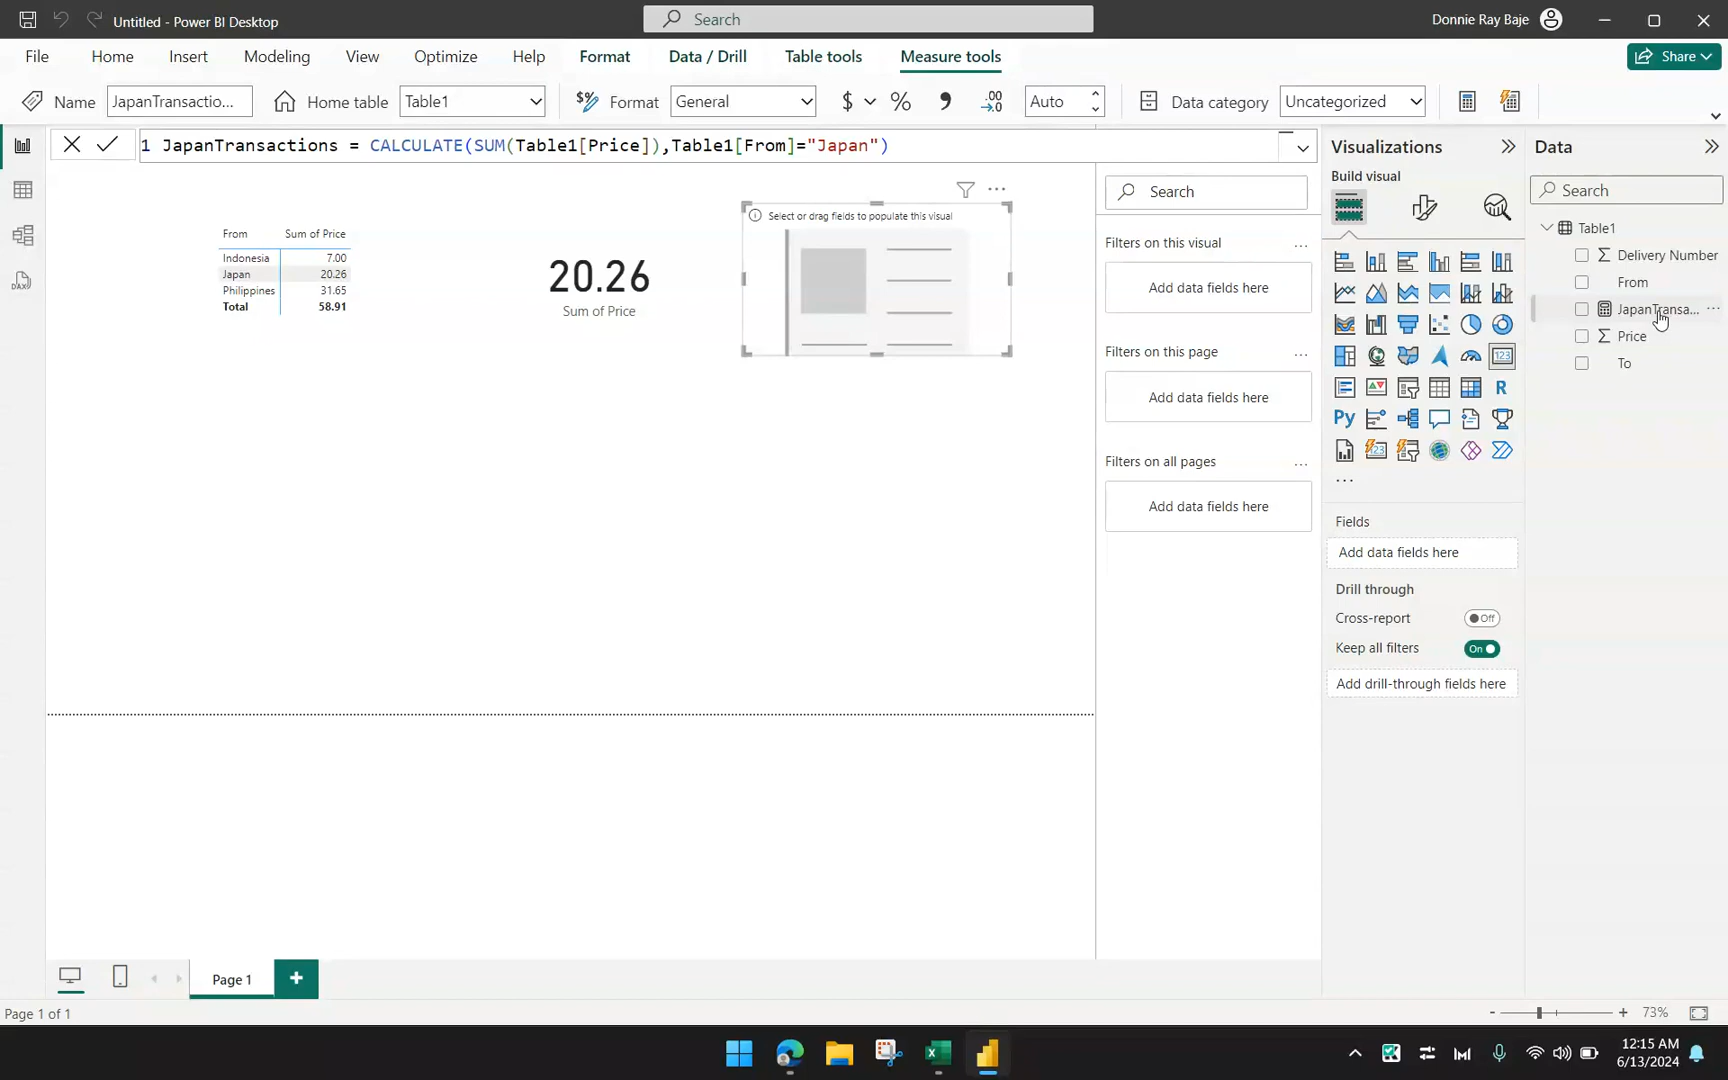 Untitled - Power BI Desktop
Search
Donnie Ray Baje
File
Home
Insert
Modeling
View
Optimize
Help
Format
Data / Drill
Table tools
Measure tools
Share
Name
JapanTransactio...
Home table
Table1
Format
General
$
%
,
.00
Auto
Data category
Uncategorized
1 JapanTransactions = CALCULATE(SUM(Table1[Price]),Table1[From]="Japan")
Visualizations
Data
Build visual
Search
Search
From Sum of Price
Indonesia 7.00
Japan 20.26
Philippines 31.65
Total 58.91
20.26
Sum of Price
Select or drag fields to populate this visual
Filters on this visual
...
Add data fields here
Filters on this page
...
Add data fields here
Filters on all pages
...
Add data fields here
123
R
Py
...
Fields
Add data fields here
Drill through
Cross-report
Off
Keep all filters
On
Add drill-through fields here
Table1
Delivery Number
From
JapanTransa...
...
Price
To
Page 1
+
Page 1 of 1
- + 73%
12:15 AM
6/13/2024